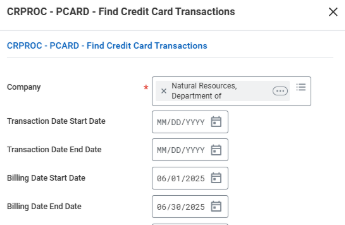 CRPROC - PCARD - Find Credit Card Transactions
CRPROC - PCARD - Find Credit Card Transactions
Company * Natural Resources,
Department of
Transaction Date Start Date MM/DD/YYYY
Transaction Date End Date MM/DD/YYYY
Billing Date Start Date 06/01/2025
Billing Date End Date 06/30/2025